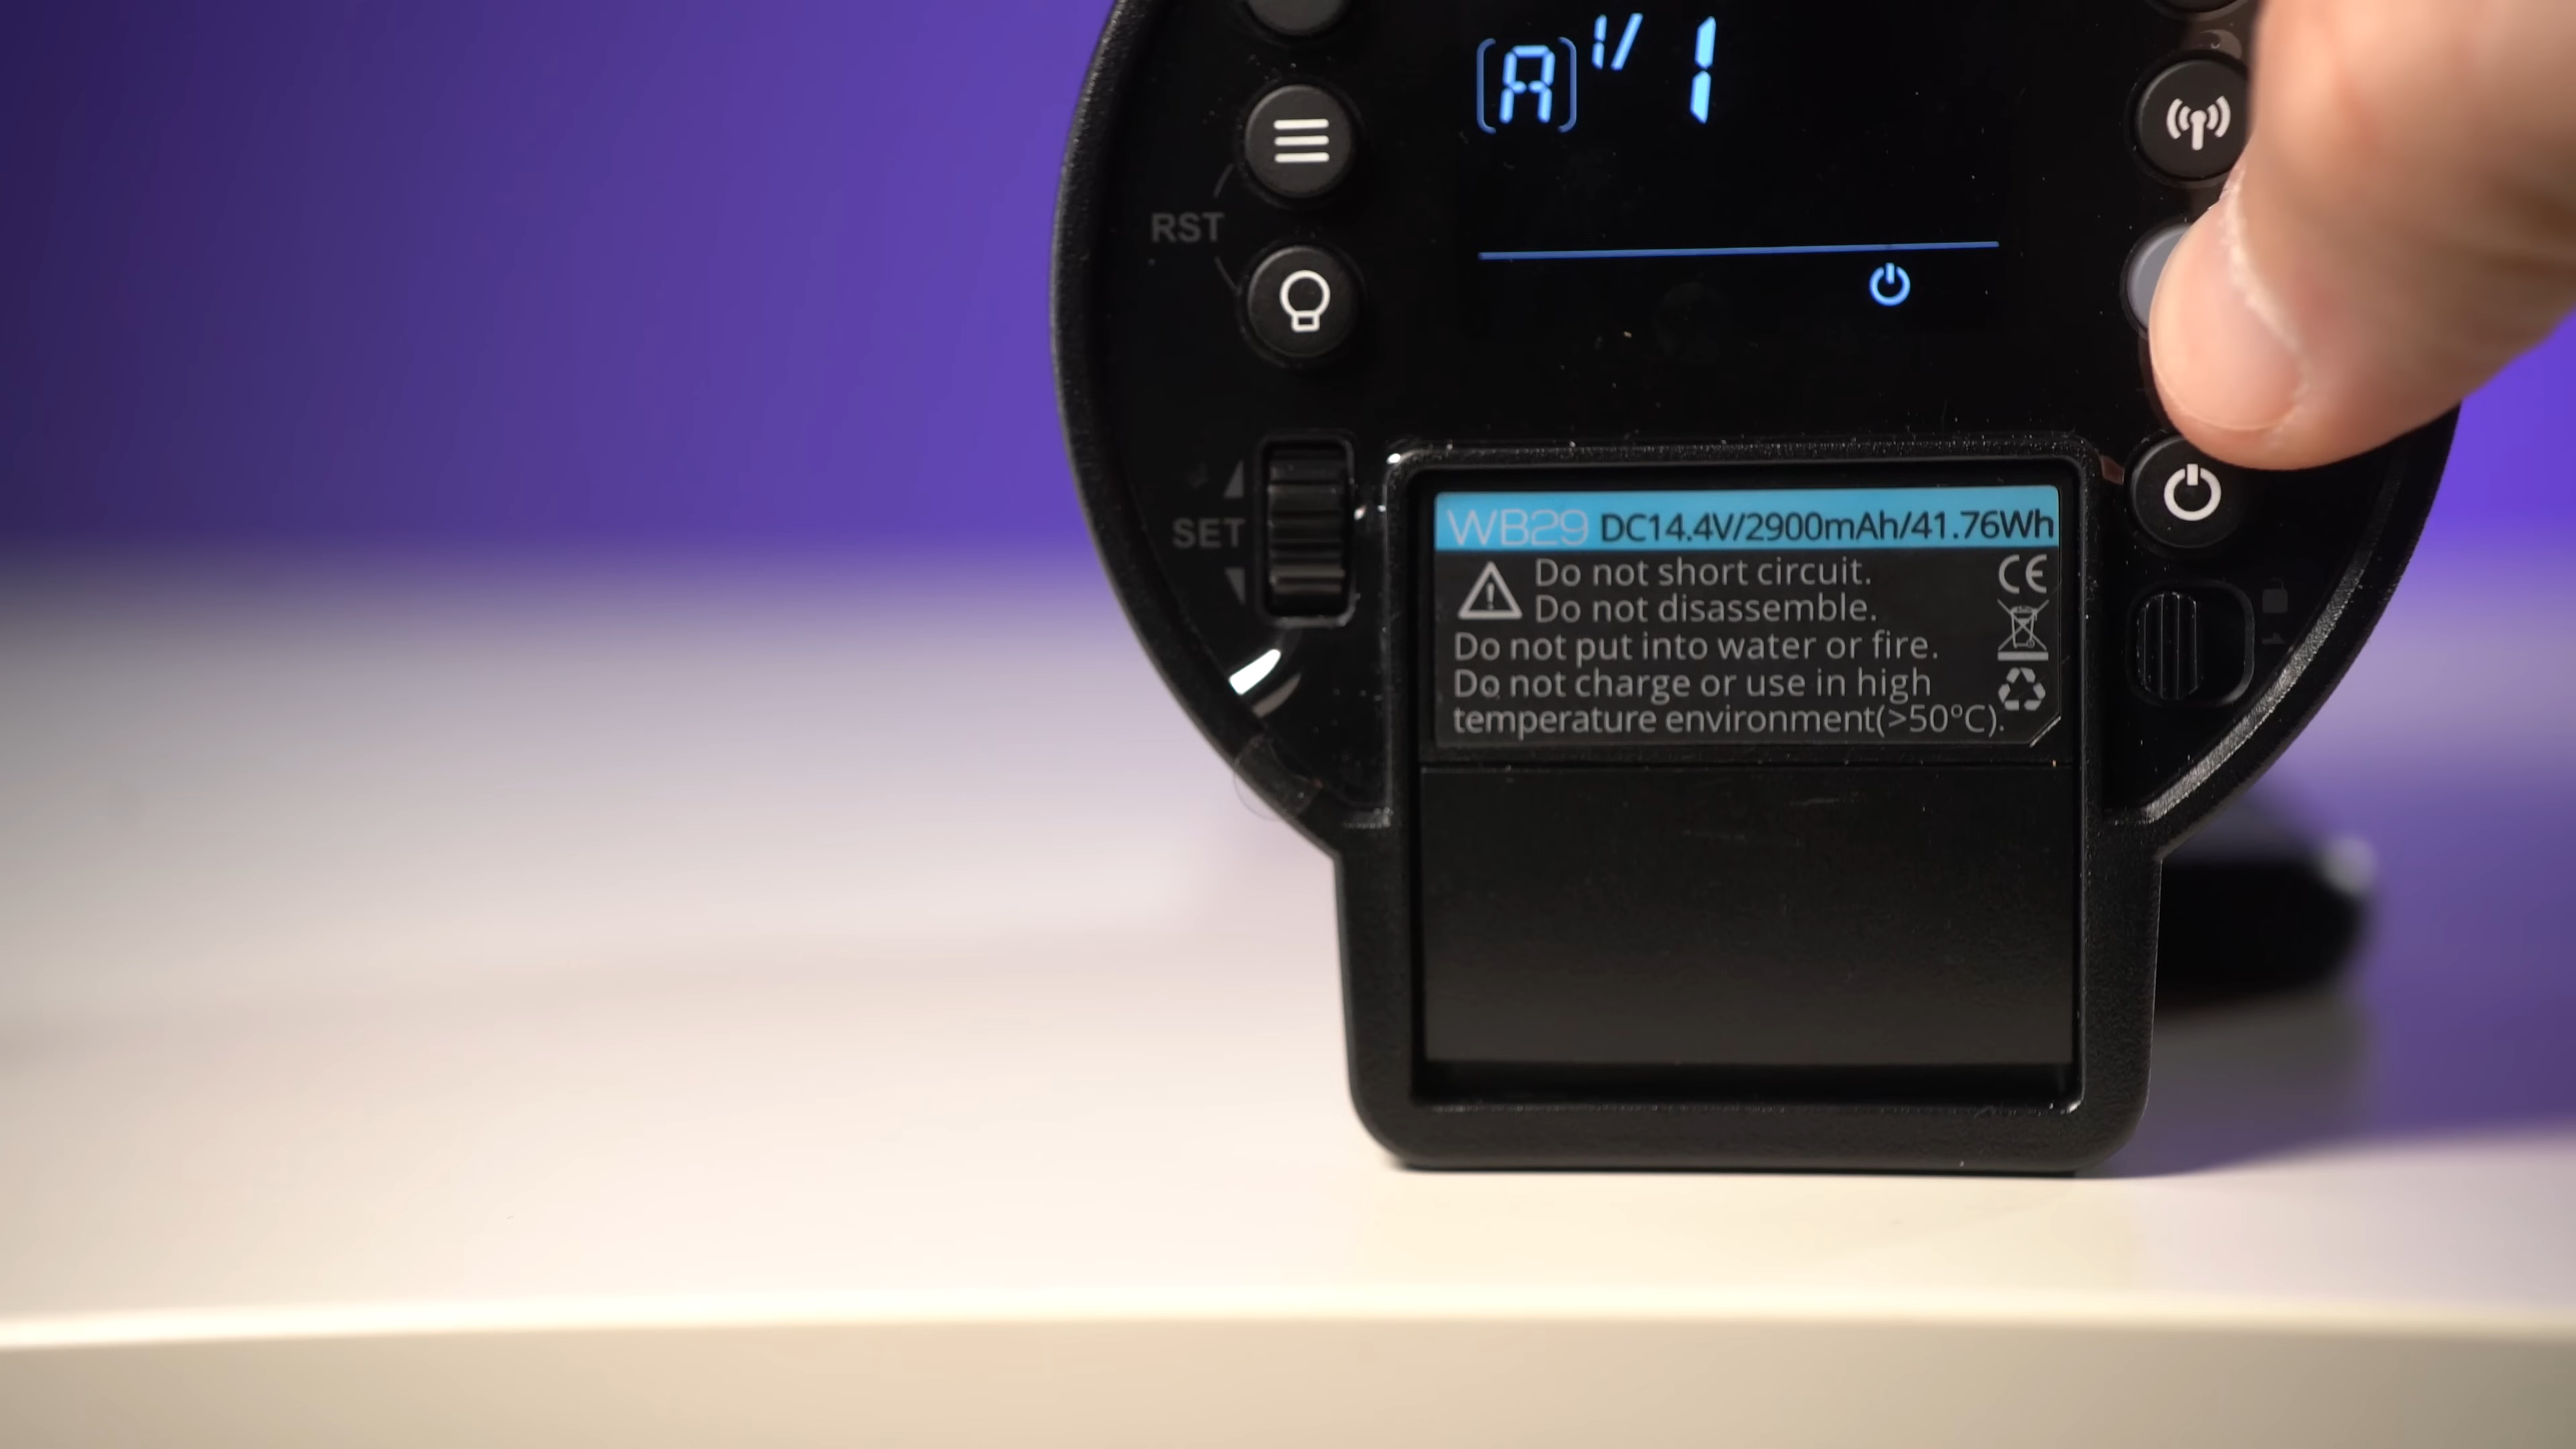 [A] 1/ 1
RST
SET
WB29 DC14.4V/2900mAh/41.76Wh
Do not short circuit.
Do not disassemble.
Do not put into water or fire.
Do not charge or use in high
temperature environment(>50°C).
CE